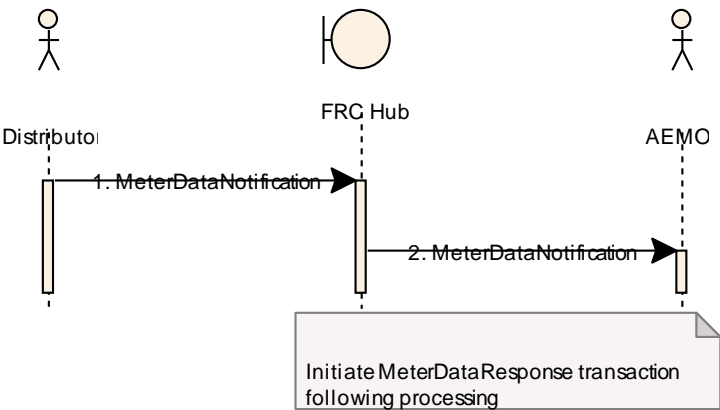 FRC Hub
Distributor
AEMO
1. MeterDataNotification
2. MeterDataNotification
Initiate MeterDataResponse transaction
following processing